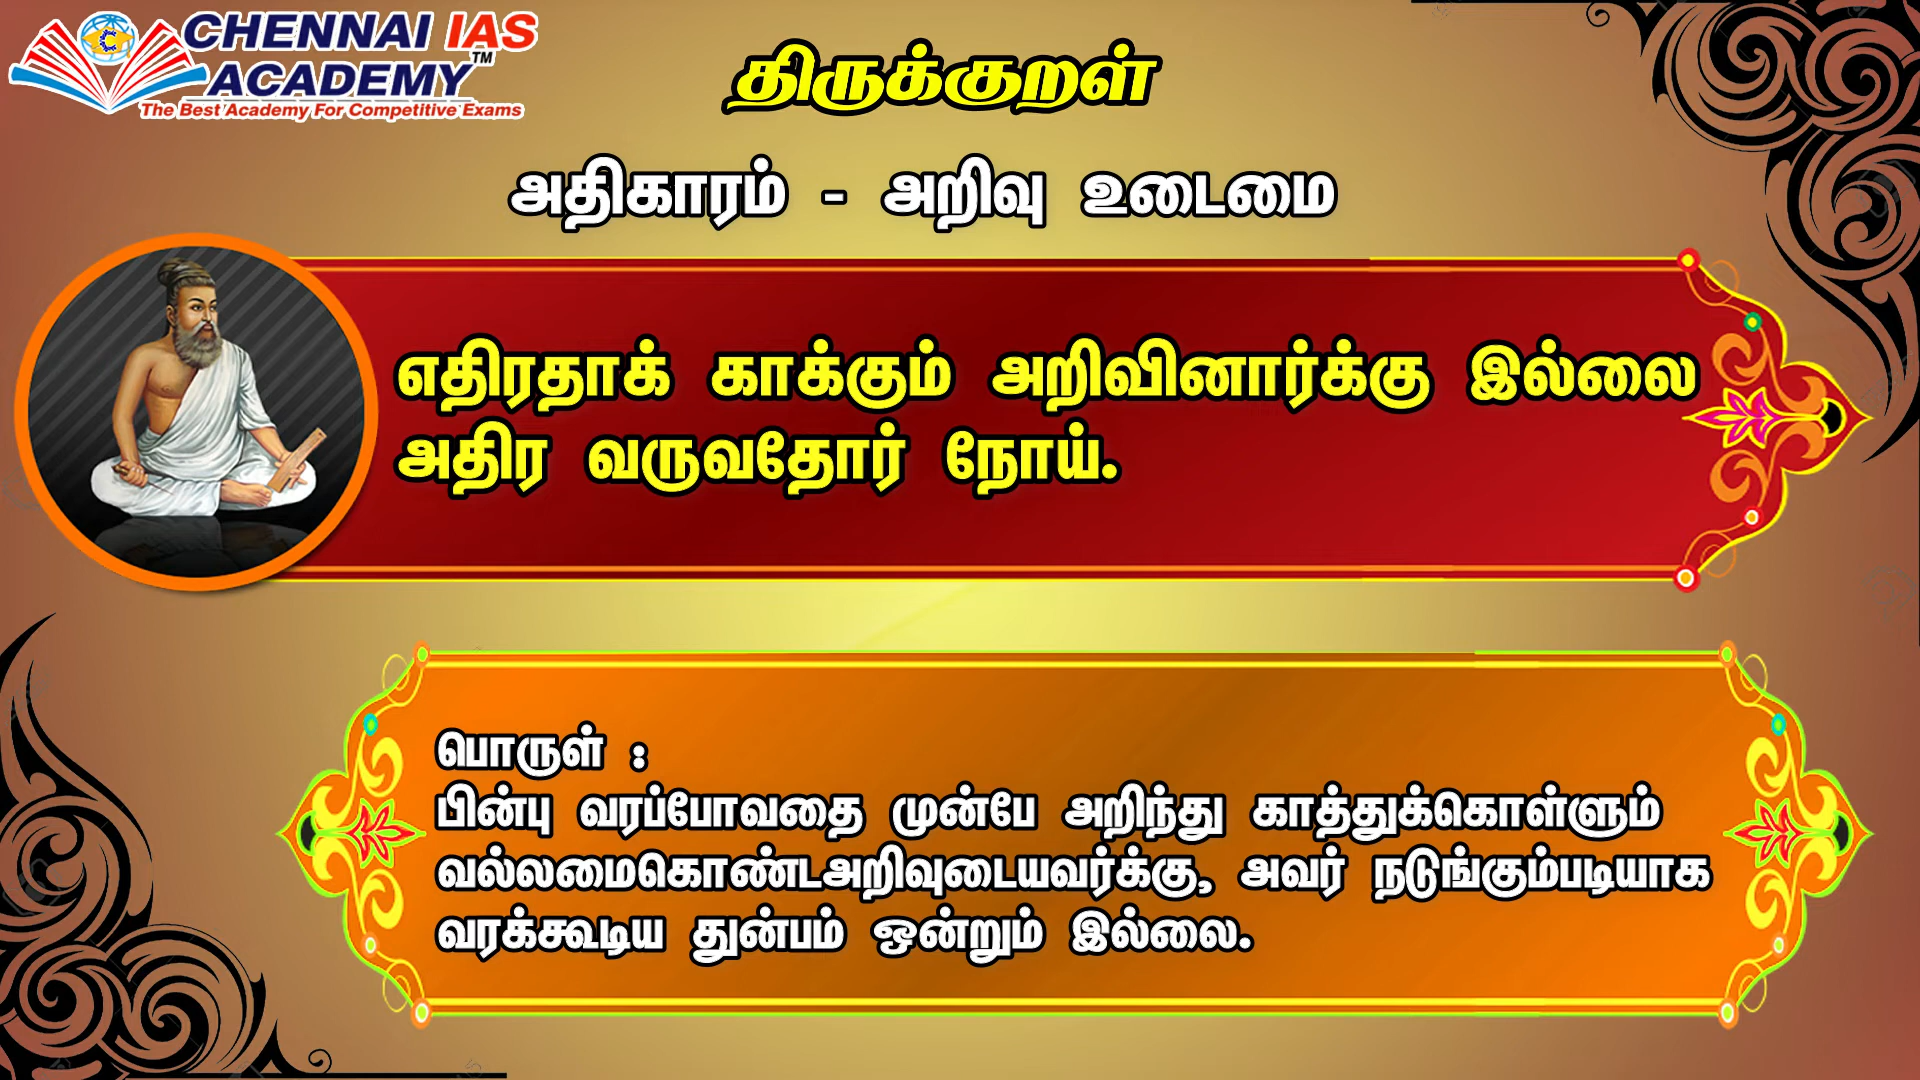 CHENNAI IAS
ACADEMY™
The Best Academy For Competitive Exams
திருக்குறள்
அதிகாரம் - அறிவு உடைமை
எதிரதாக் காக்கும் அறிவினார்க்கு இல்லை
அதிர வருவதோர் நோய்.
பொருள் :
பின்பு வரப்போவதை முன்பே அறிந்து காத்துக்கொள்ளும்
வல்லமைகொண்டஅறிவுடையவர்க்கு, அவர் நடுங்கும்படியாக
வரக்கூடிய துன்பம் ஒன்றும் இல்லை.